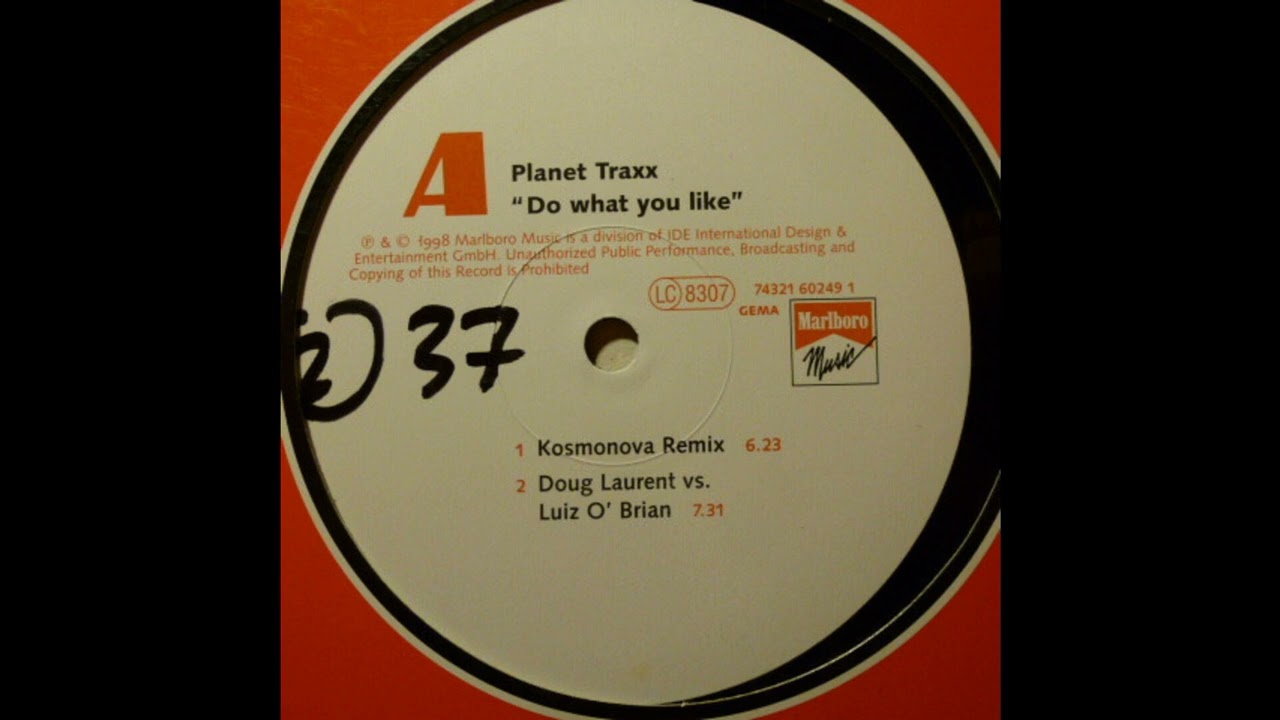 A
Planet Traxx
“Do what you like”
℗ & © 1998 Marlboro Music is a division of IDE International Design &
Entertainment GmbH. Unauthorized Public Performance, Broadcasting and
Copying of this Record is Prohibited
LC 8307
74321 60249 1
GEMA
Marlboro
Music
2 37
1 Kosmonova Remix 6.23
2 Doug Laurent vs.
Luiz O' Brian 7.31